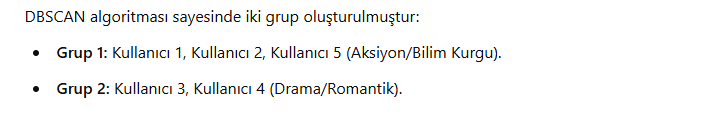 DBSCAN algoritması sayesinde iki grup oluşturulmuştur:
• Grup 1: Kullanıcı 1, Kullanıcı 2, Kullanıcı 5 (Aksiyon/Bilim Kurgu).
• Grup 2: Kullanıcı 3, Kullanıcı 4 (Drama/Romantik).